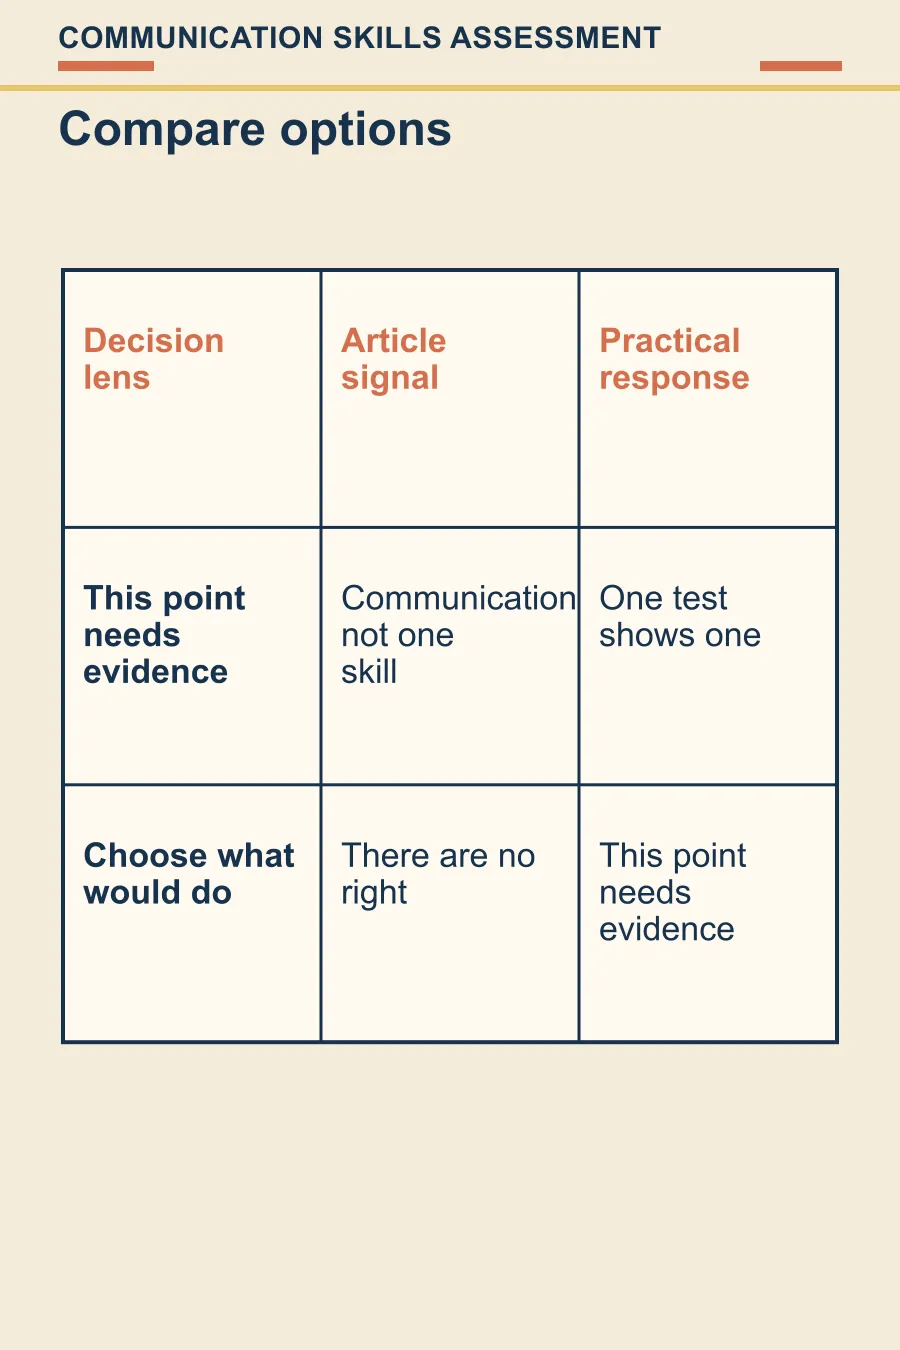 COMMUNICATION SKILLS ASSESSMENT
Compare options
Decision
lens
Article
signal
Practical
response
This point
needs
evidence
Communication
not one
skill
One test
shows one
Choose what
would do
There are no
right
This point
needs
evidence